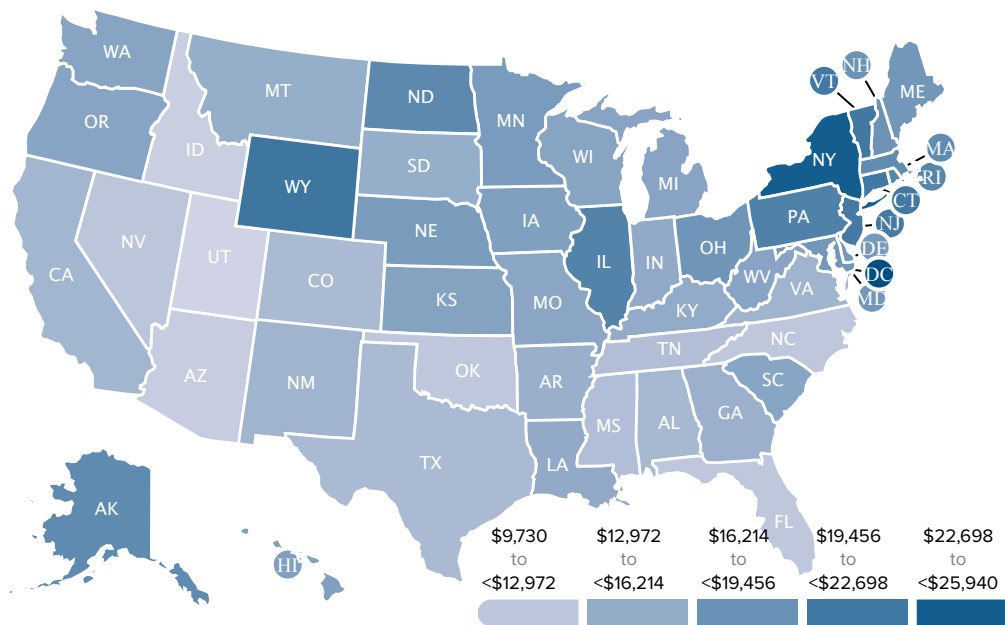 WA
MT
ND
MN
OR
ID
WY
SD
WI
MI
NY
VT
NH
ME
MA
RI
CT
NJ
PA
DE
DC
MD
NV
UT
CO
NE
IA
IL
IN
OH
WV
VA
CA
KS
MO
KY
AZ
NM
OK
AR
TN
NC
SC
MS
AL
GA
TX
LA
FL
AK
HI
$9,730 $12,972 $16,214 $19,456 $22,698
to to to to to
<$12,972 <$16,214 <$19,456 <$22,698 <$25,940